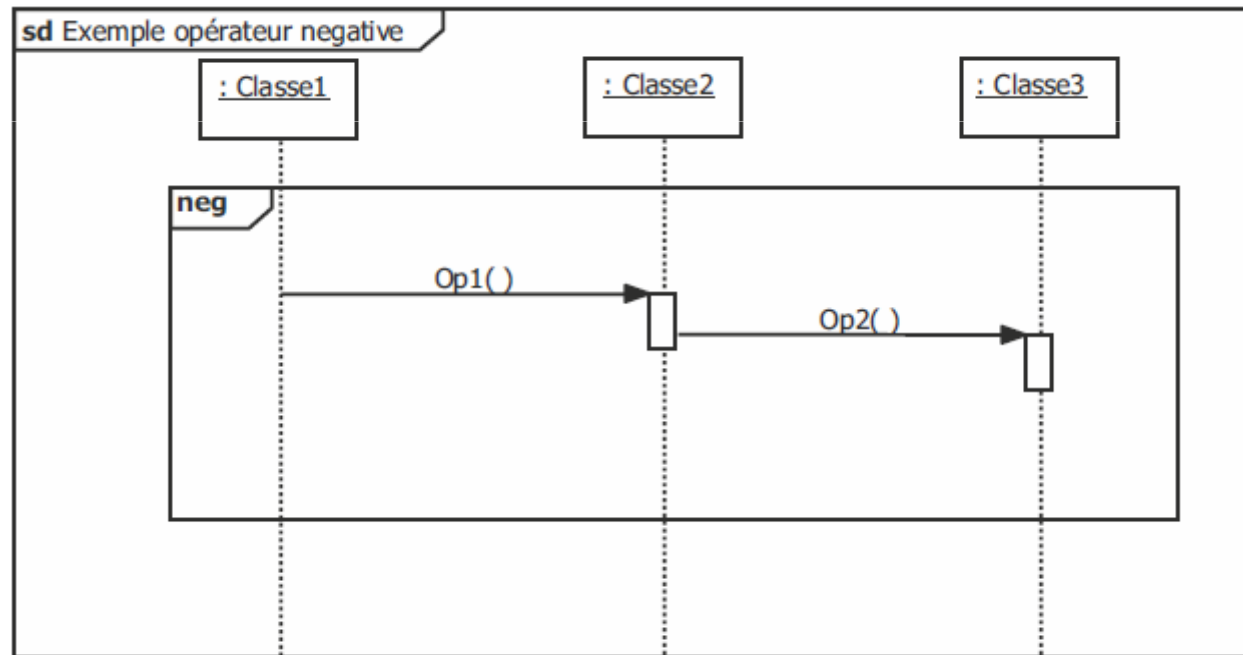 sd Exemple opérateur negative
: Classe1
: Classe2
: Classe3
neg
Op1( )
Op2( )